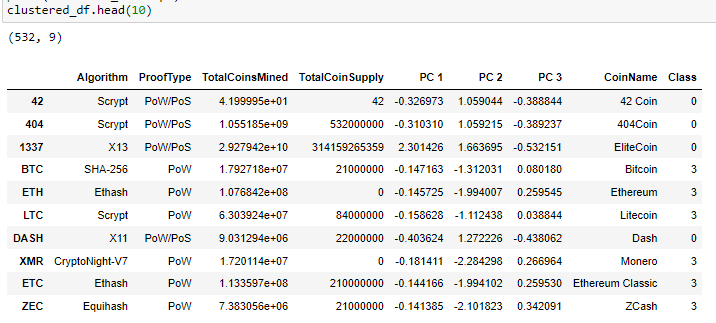 clustered_df.head(10)
(532, 9)
Algorithm ProofType TotalCoinsMined TotalCoinSupply PC 1 PC 2 PC 3 CoinName Class
42 Scrypt PoW/PoS 4.199995e+01 42 -0.326973 1.059044 -0.388844 42 Coin 0
404 Scrypt PoW/PoS 1.055185e+09 532000000 -0.310310 1.059215 -0.389237 404Coin 0
1337 X13 PoW/PoS 2.927942e+10 314159265359 2.301426 1.663695 -0.532151 EliteCoin 0
BTC SHA-256 PoW 1.792718e+07 21000000 -0.147163 -1.312031 0.080180 Bitcoin 3
ETH Ethash PoW 1.076842e+08 0 -0.145725 -1.994007 0.259545 Ethereum 3
LTC Scrypt PoW 6.303924e+07 84000000 -0.158628 -1.112438 0.038844 Litecoin 3
DASH X11 PoW/PoS 9.031294e+06 22000000 -0.403624 1.272226 -0.438062 Dash 0
XMR CryptoNight-V7 PoW 1.720114e+07 0 -0.181411 -2.284298 0.266964 Monero 3
ETC Ethash PoW 1.133597e+08 210000000 -0.144166 -1.994102 0.259530 Ethereum Classic 3
ZEC Equihash PoW 7.383056e+06 21000000 -0.141385 -2.101823 0.342091 ZCash 3